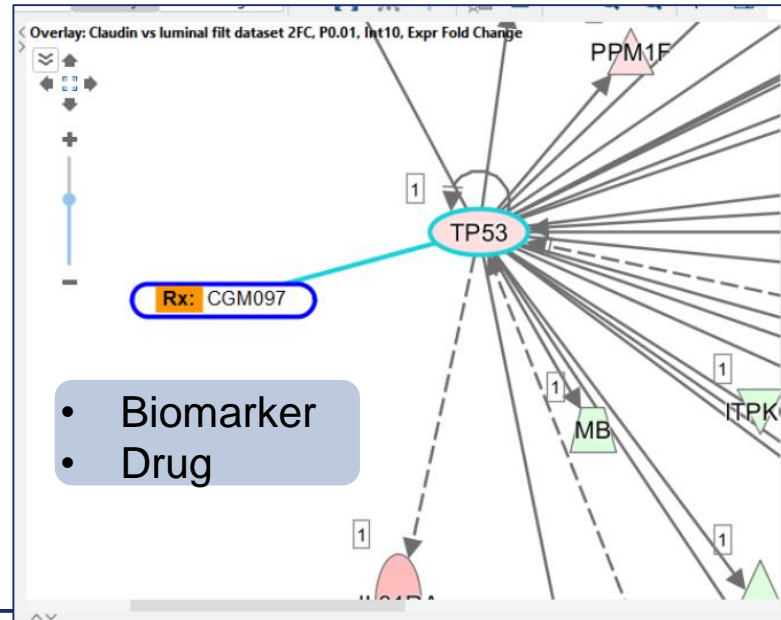 Overlay: Claudin vs luminal filt dataset 2FC, P0.01, Int10, Expr Fold Change
PPM1F
1
TP53
Rx: CGM097
1
ITPK
1
MB
• Biomarker
• Drug
1
1